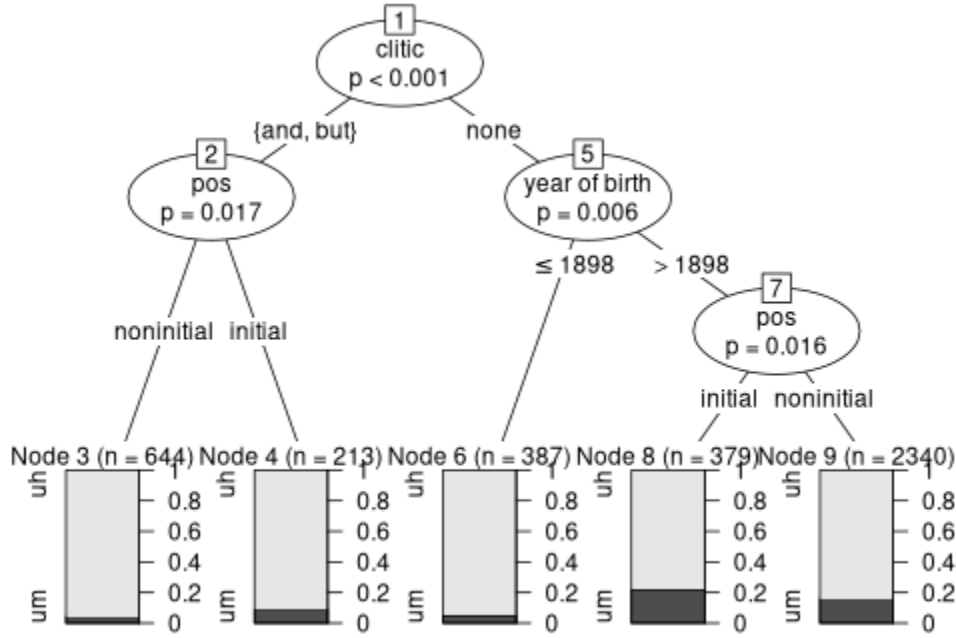 1
clitic
p < 0.001
{and, but}
none
2
pos
p = 0.017
5
year of birth
p = 0.006
≤ 1898
> 1898
7
pos
p = 0.016
noninitial
initial
initial
noninitial
Node 3 (n = 644)
Node 4 (n = 213)
Node 6 (n = 387)
Node 8 (n = 379)
Node 9 (n = 2340)
uh
um
1
0.8
0.6
0.4
0.2
0
uh
um
1
0.8
0.6
0.4
0.2
0
uh
um
1
0.8
0.6
0.4
0.2
0
uh
um
1
0.8
0.6
0.4
0.2
0
uh
um
1
0.8
0.6
0.4
0.2
0